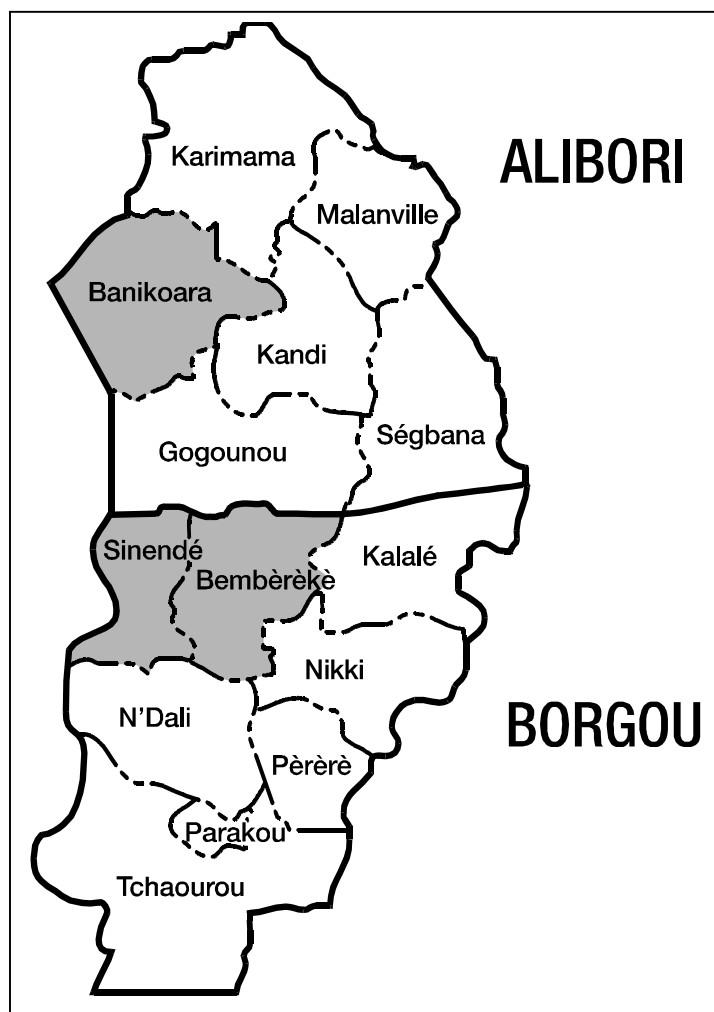 Karimama
ALIBORI
Malanville
Banikoara
Kandi
Ségbana
Gogounou
Sinendé
Kalalé
Bembèrèkè
Nikki
N'Dali
BORGOU
Pèrèrè
Parakou
Tchaourou